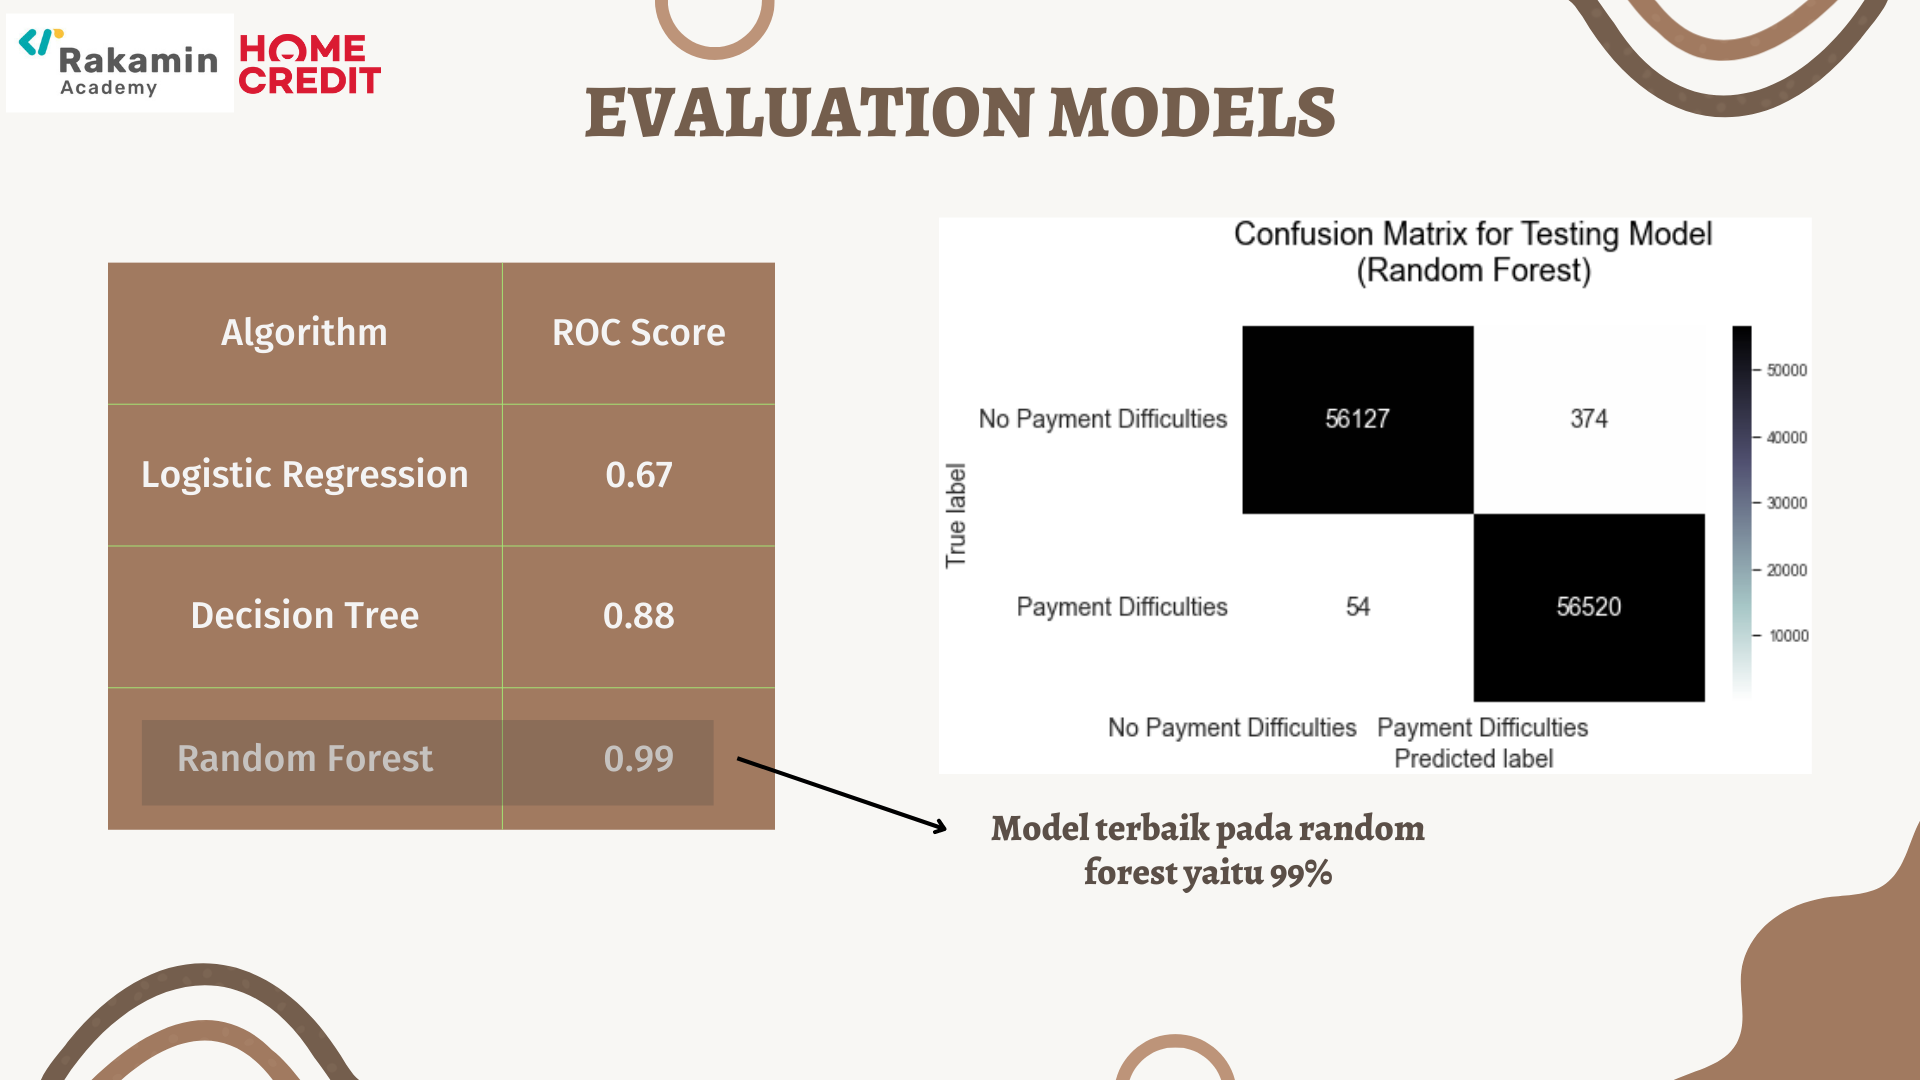 Rakamin
Academy
HOME
CREDIT
EVALUATION MODELS
Algorithm ROC Score
Logistic Regression 0.67
Decision Tree 0.88
Random Forest 0.99
Confusion Matrix for Testing Model
(Random Forest)
True label
No Payment Difficulties 56127 374
Payment Difficulties 54 56520
No Payment Difficulties Payment Difficulties
Predicted label
50000
40000
30000
20000
10000
Model terbaik pada random
forest yaitu 99%